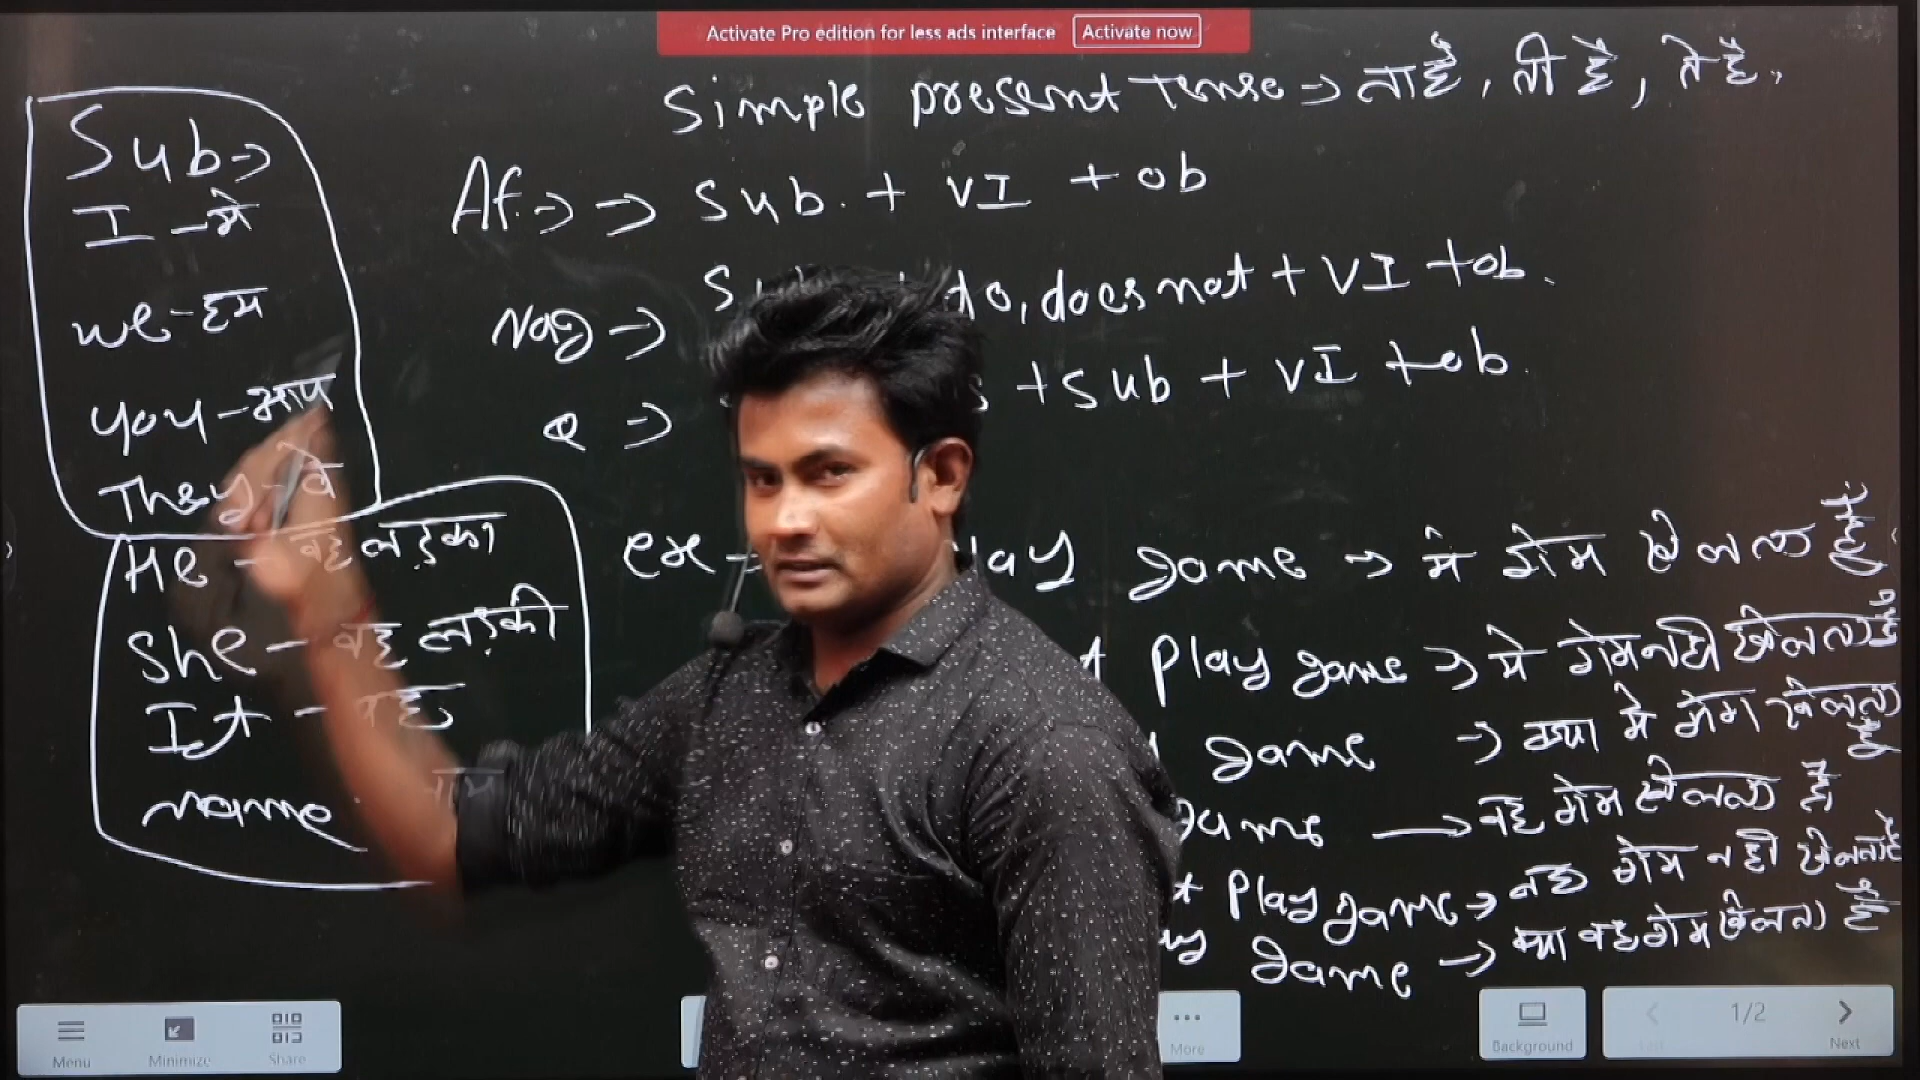 Activate Pro edition for less ads interface Activate now
Simple present Tense → ता है, ती है, ते है,
Sub →
I - मे
we - हम
you - आप
They - वे
He - वह लड़का
She - वह लड़की
It - वह
name
Af. → → Sub. + VI + ob
Nag → do, does not + VI + ob.
Q → + Sub + VI + ob.
ex → game → मे गेम खेलता हूँ
Play game → मे गेम नही खेलता
game → क्या मे गेम खेलता
game → वह गेम खेलता है
Play game → वह गेम नही खेलता है
game → क्या वह गेम खेलता है
Menu Minimize Share More Background 1/2 Next